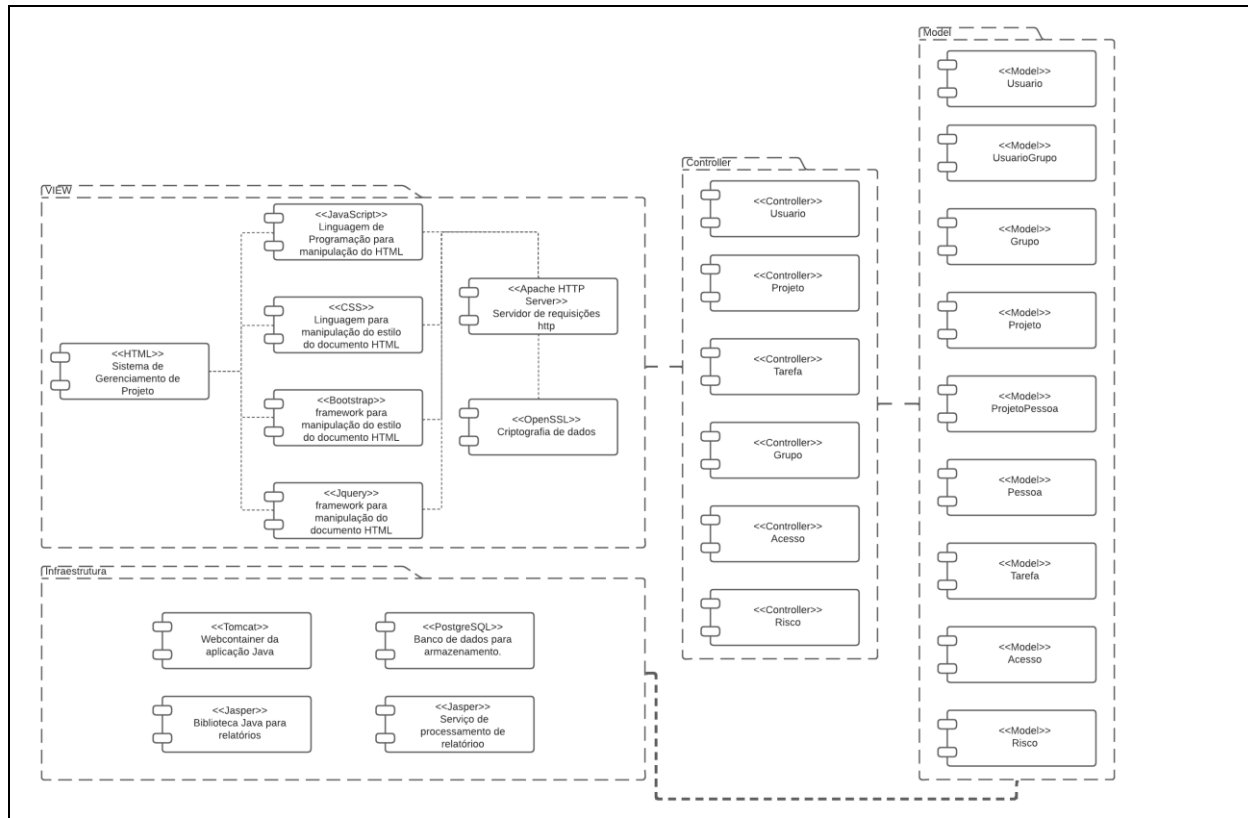 VIEW
<<HTML>>
Sistema de
Gerenciamento de
Projeto
<<JavaScript>>
Linguagem de
Programação para
manipulação do HTML
<<CSS>>
Linguagem para
manipulação do estilo
do documento HTML
<<Bootstrap>>
framework para
manipulação do estilo
do documento HTML
<<Jquery>>
framework para
manipulação do
documento HTML
<<Apache HTTP
Server>>
Servidor de requisições
http
<<OpenSSL>>
Criptografia de dados
Infraestrutura
<<Tomcat>>
Webcontainer da
aplicação Java
<<PostgreSQL>>
Banco de dados para
armazenamento.
<<Jasper>>
Biblioteca Java para
relatórios
<<Jasper>>
Serviço de
processamento de
relatórioo
Controller
<<Controller>>
Usuario
<<Controller>>
Projeto
<<Controller>>
Tarefa
<<Controller>>
Grupo
<<Controller>>
Acesso
<<Controller>>
Risco
Model
<<Model>>
Usuario
<<Model>>
UsuarioGrupo
<<Model>>
Grupo
<<Model>>
Projeto
<<Model>>
ProjetoPessoa
<<Model>>
Pessoa
<<Model>>
Tarefa
<<Model>>
Acesso
<<Model>>
Risco